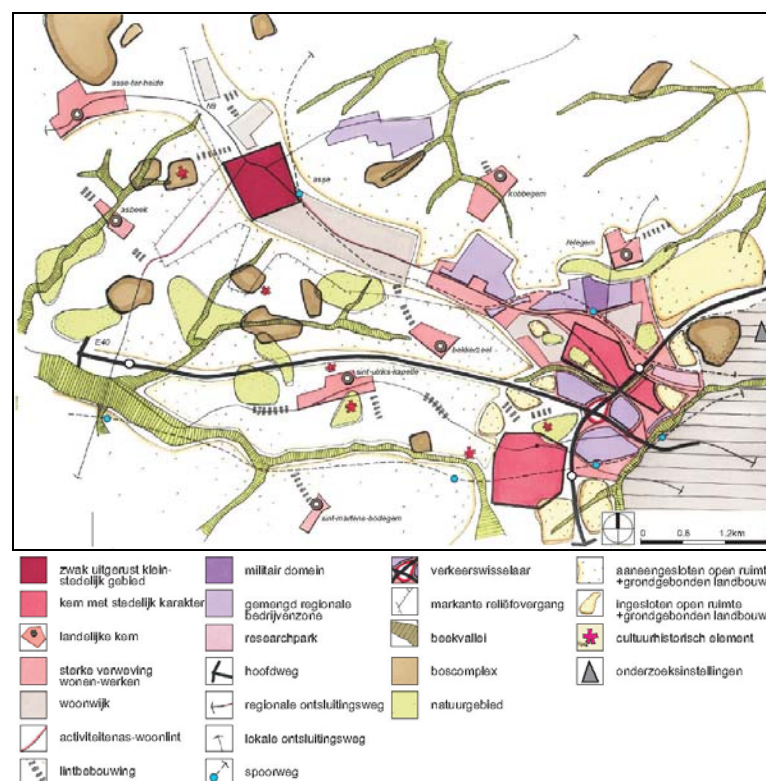 asse-ter-heide
N9
asse
kobbegem
asbeek
relegem
E40
bekkerzeel
sint-ulriks-kapelle
sint-martens-bodegem
0 0.6 1.2km
zwak uitgerust klein-
stedelijk gebied
kern met stedelijk karakter
landelijke kern
sterke verweving
wonen-werken
woonwijk
activiteitenas-woonlint
lintbebouwing
militair domein
gemengd regionale
bedrijvenzone
researchpark
hoofdweg
regionale ontsluitingsweg
lokale ontsluitingsweg
spoorweg
verkeerswisselaar
markante reliëfovergang
beekvallei
boscomplex
natuurgebied
aaneengesloten open ruimte
+grondgebonden landbouw
ingesloten open ruimte
+grondgebonden landbouw
cultuurhistorisch element
onderzoeksinstellingen